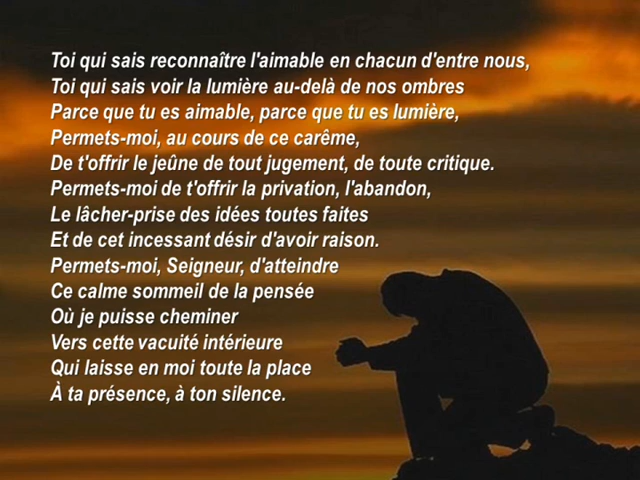 Toi qui sais reconnaître l'aimable en chacun d'entre nous,
Toi qui sais voir la lumière au-delà de nos ombres
Parce que tu es aimable, parce que tu es lumière,
Permets-moi, au cours de ce carême,
De t'offrir le jeûne de tout jugement, de toute critique.
Permets-moi de t'offrir la privation, l'abandon,
Le lâcher-prise des idées toutes faites
Et de cet incessant désir d'avoir raison.
Permets-moi, Seigneur, d'atteindre
Ce calme sommeil de la pensée
Où je puisse cheminer
Vers cette vacuité intérieure
Qui laisse en moi toute la place
À ta présence, à ton silence.